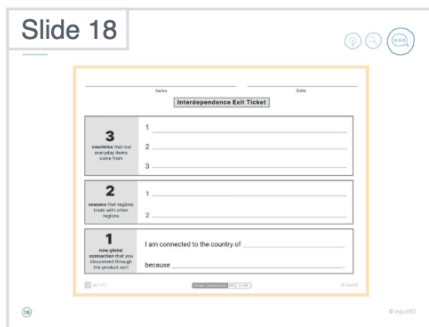 Slide 18
Name Date
Interdependence Exit Ticket
3
countries that our
everyday items
come from
1
2
3
2
reasons that regions
trade with other
regions
1
2
1
new global
connection that you
discovered through
the product sort
I am connected to the country of
because .
18